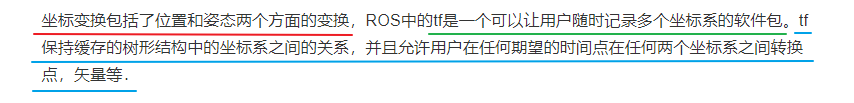 坐标变换包括了位置和姿态两个方面的变换，ROS中的tf是一个可以让用户随时记录多个坐标系的软件包。tf
保持缓存的树形结构中的坐标系之间的关系，并且允许用户在任何期望的时间点在任何两个坐标系之间转换
点，矢量等.